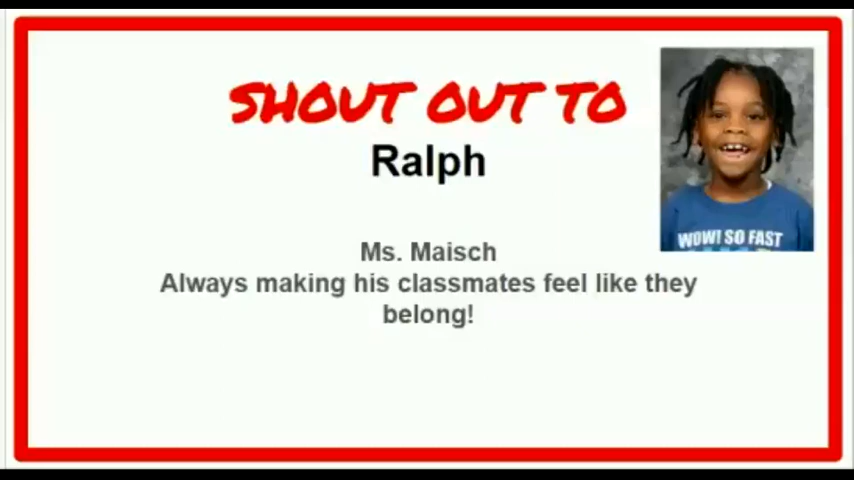 SHOUT OUT TO
Ralph
WOW! SO FAST
Ms. Maisch
Always making his classmates feel like they
belong!